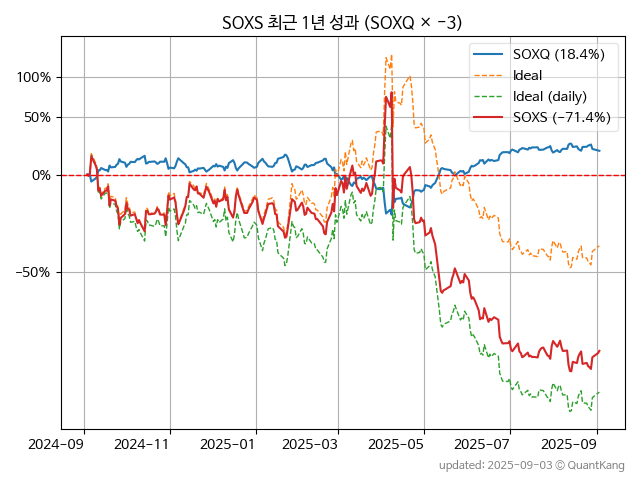 SOXS 최근 1년 성과 (SOXQ × −3)
SOXQ (18.4%)
Ideal
Ideal (daily)
SOXS (−71.4%)
100%
50%
0%
−50%
2024-09 2024-11 2025-01 2025-03 2025-05 2025-07 2025-09
updated: 2025-09-03 © QuantKang